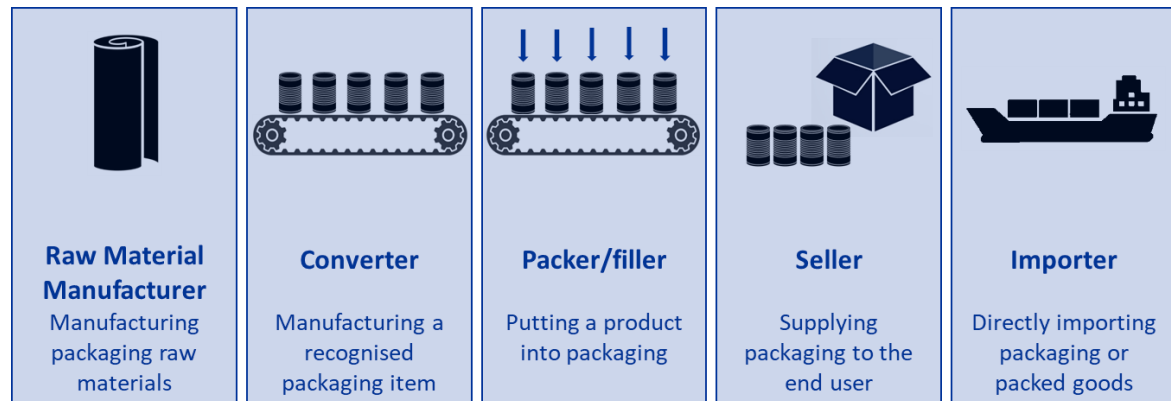 Raw Material
Manufacturer
Manufacturing
packaging raw
materials
Converter
Manufacturing a
recognised
packaging item
Packer/filler
Putting a product
into packaging
Seller
Supplying
packaging to the
end user
Importer
Directly importing
packaging or
packed goods